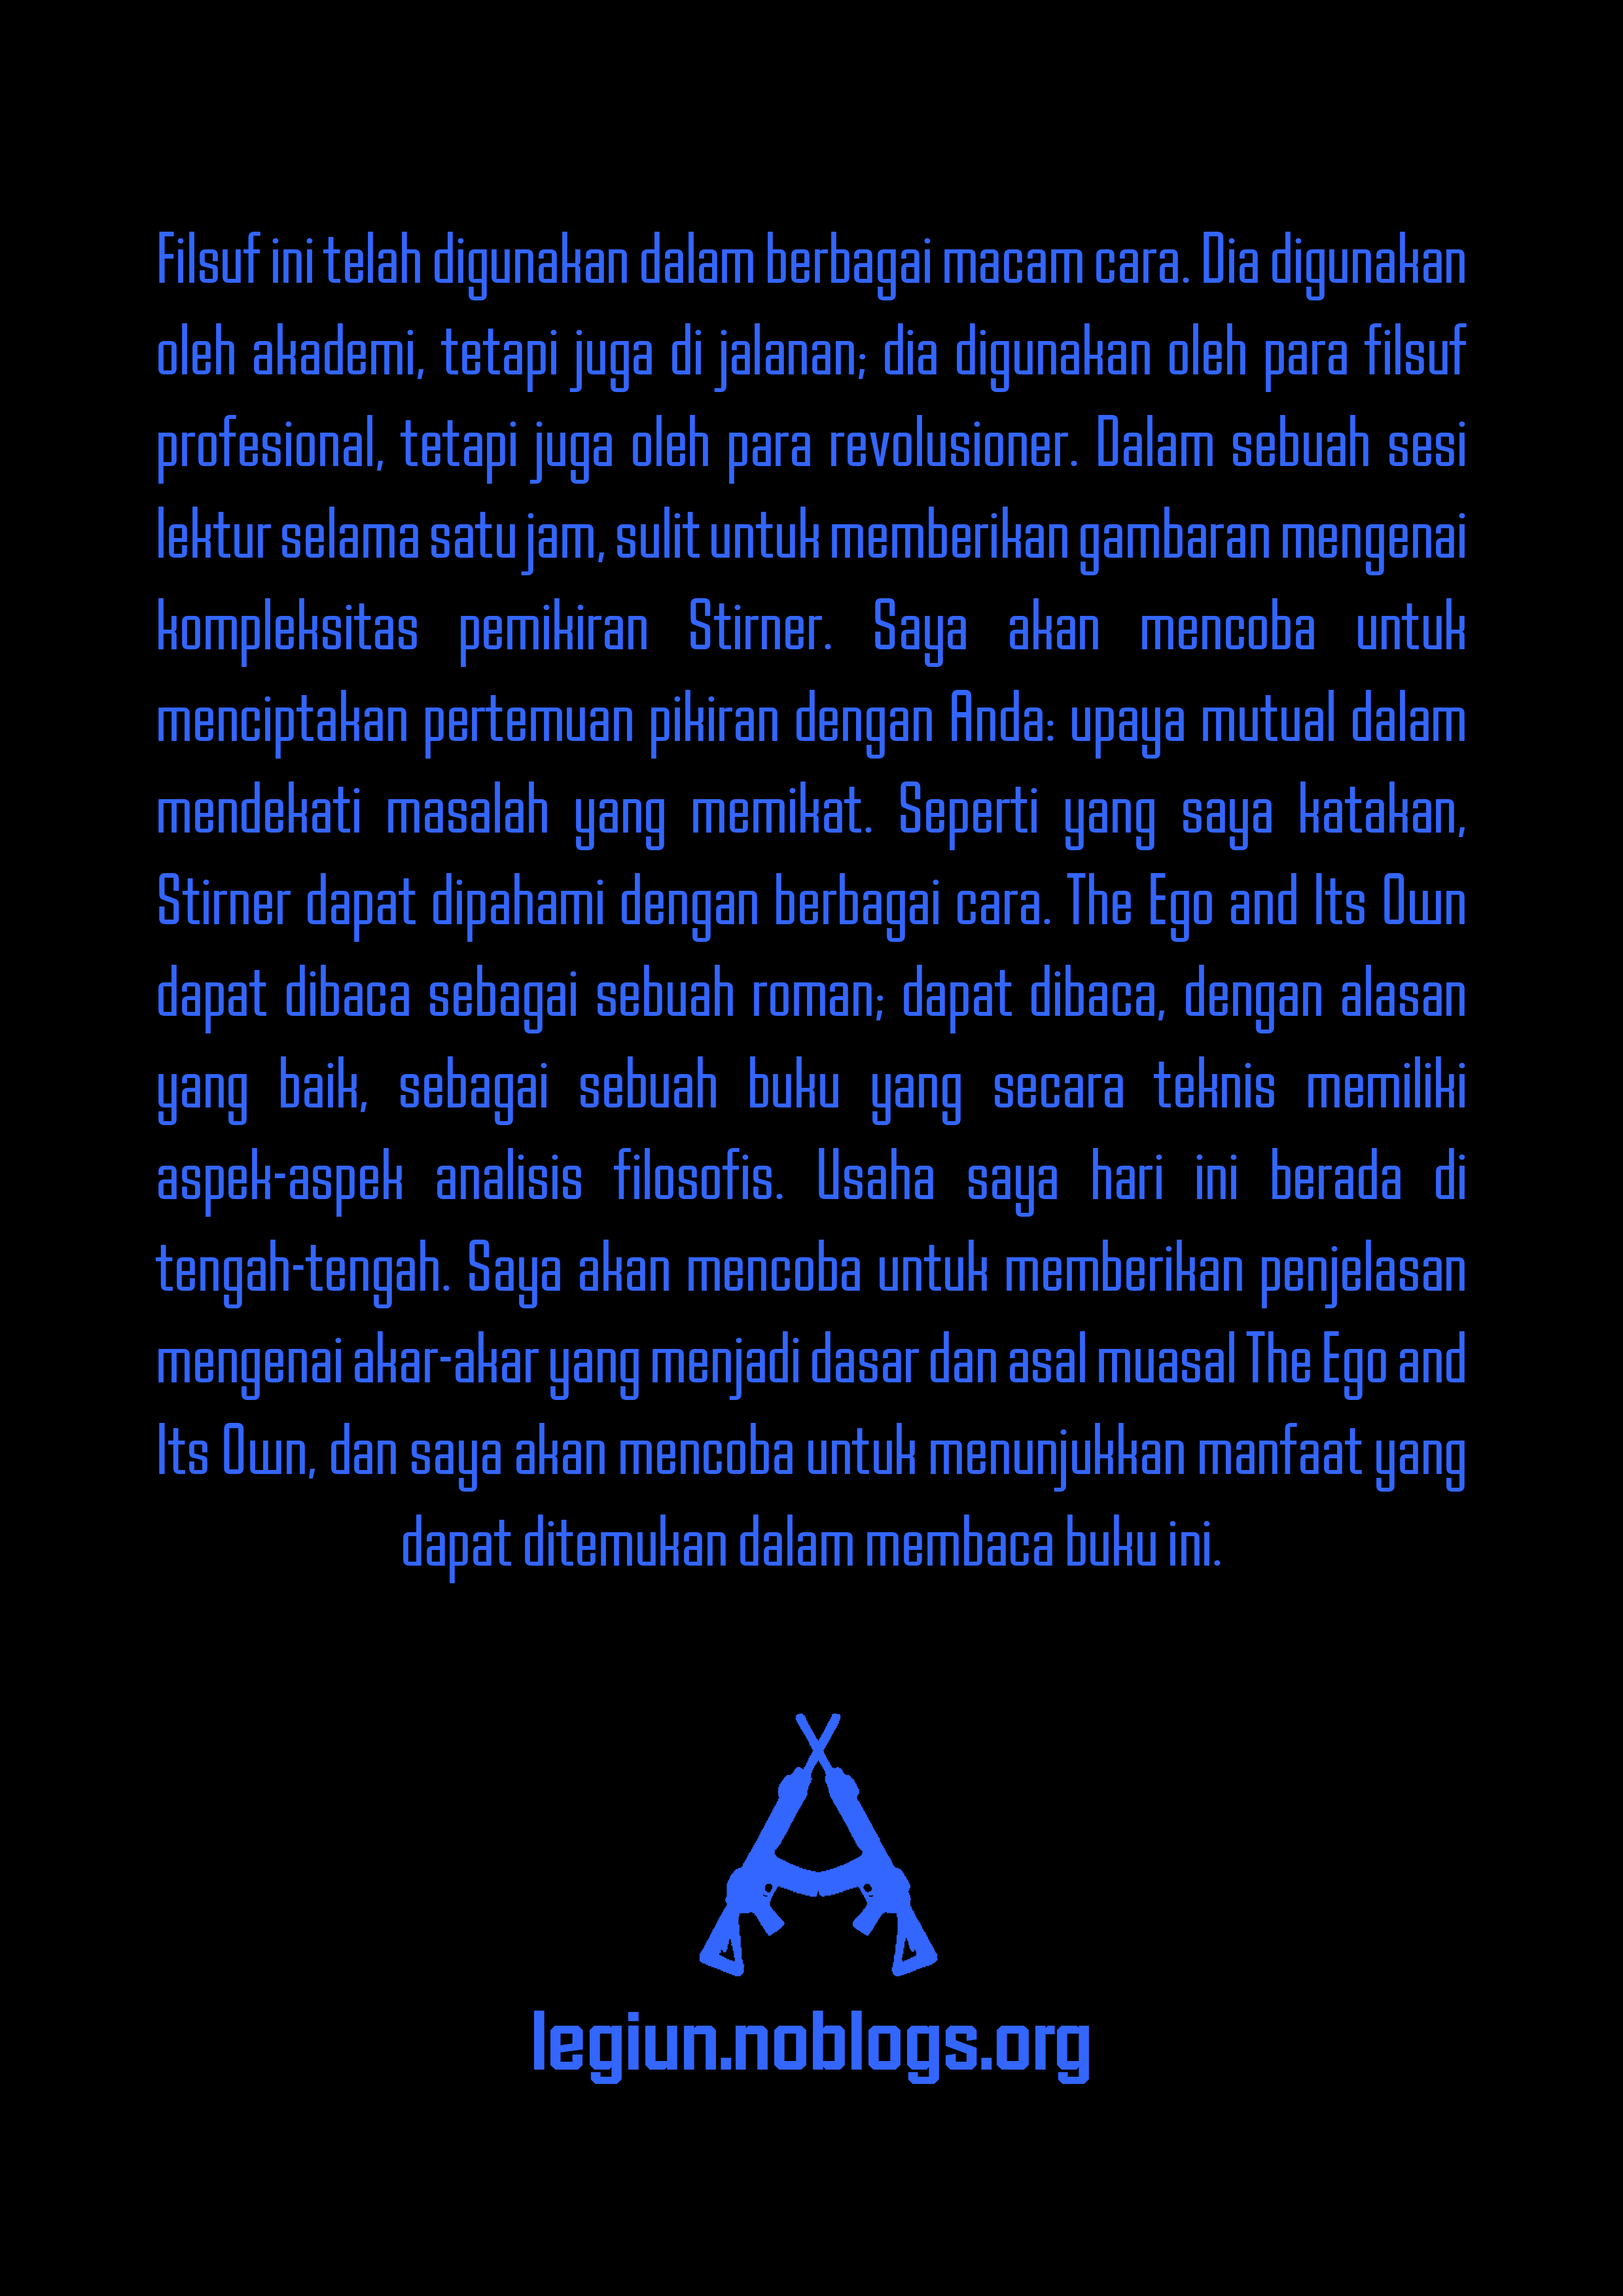 Filsuf ini telah digunakan dalam berbagai macam cara. Dia digunakan
oleh akademi, tetapi juga di jalanan; dia digunakan oleh para filsuf
profesional, tetapi juga oleh para revolusioner. Dalam sebuah sesi
lektur selama satu jam, sulit untuk memberikan gambaran mengenai
kompleksitas pemikiran Stirner. Saya akan mencoba untuk
menciptakan pertemuan pikiran dengan Anda: upaya mutual dalam
mendekati masalah yang memikat. Seperti yang saya katakan,
Stirner dapat dipahami dengan berbagai cara. The Ego and Its Own
dapat dibaca sebagai sebuah roman; dapat dibaca, dengan alasan
yang baik, sebagai sebuah buku yang secara teknis memiliki
aspek-aspek analisis filosofis. Usaha saya hari ini berada di
tengah-tengah. Saya akan mencoba untuk memberikan penjelasan
mengenai akar-akar yang menjadi dasar dan asal muasal The Ego and
Its Own, dan saya akan mencoba untuk menunjukkan manfaat yang
dapat ditemukan dalam membaca buku ini.
legiun.noblogs.org